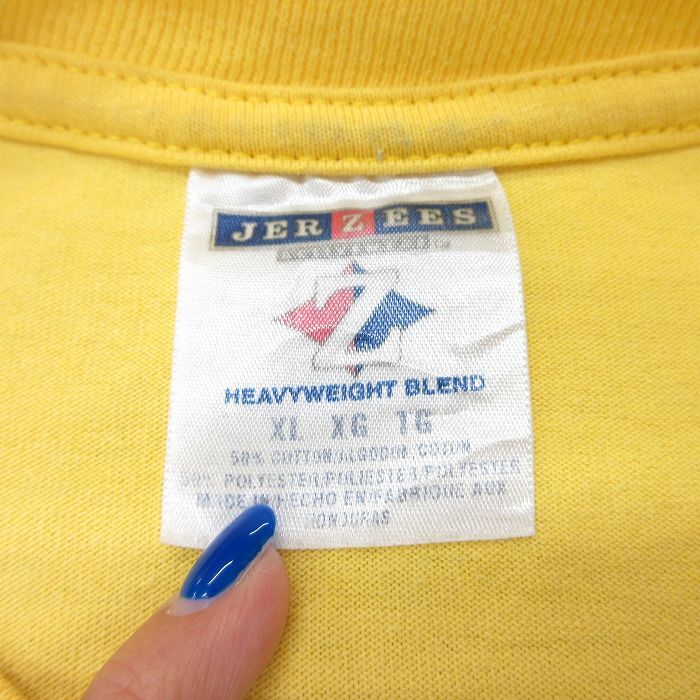 JERZEES
Z
HEAVYWEIGHT BLEND
XL XG TG
50% COTTON/ALGODON, COTON
50% POLYESTER/POLIESTER/POLYESTER
MADE IN/HECHO EN/FABRIQUE AUX
HONDURAS